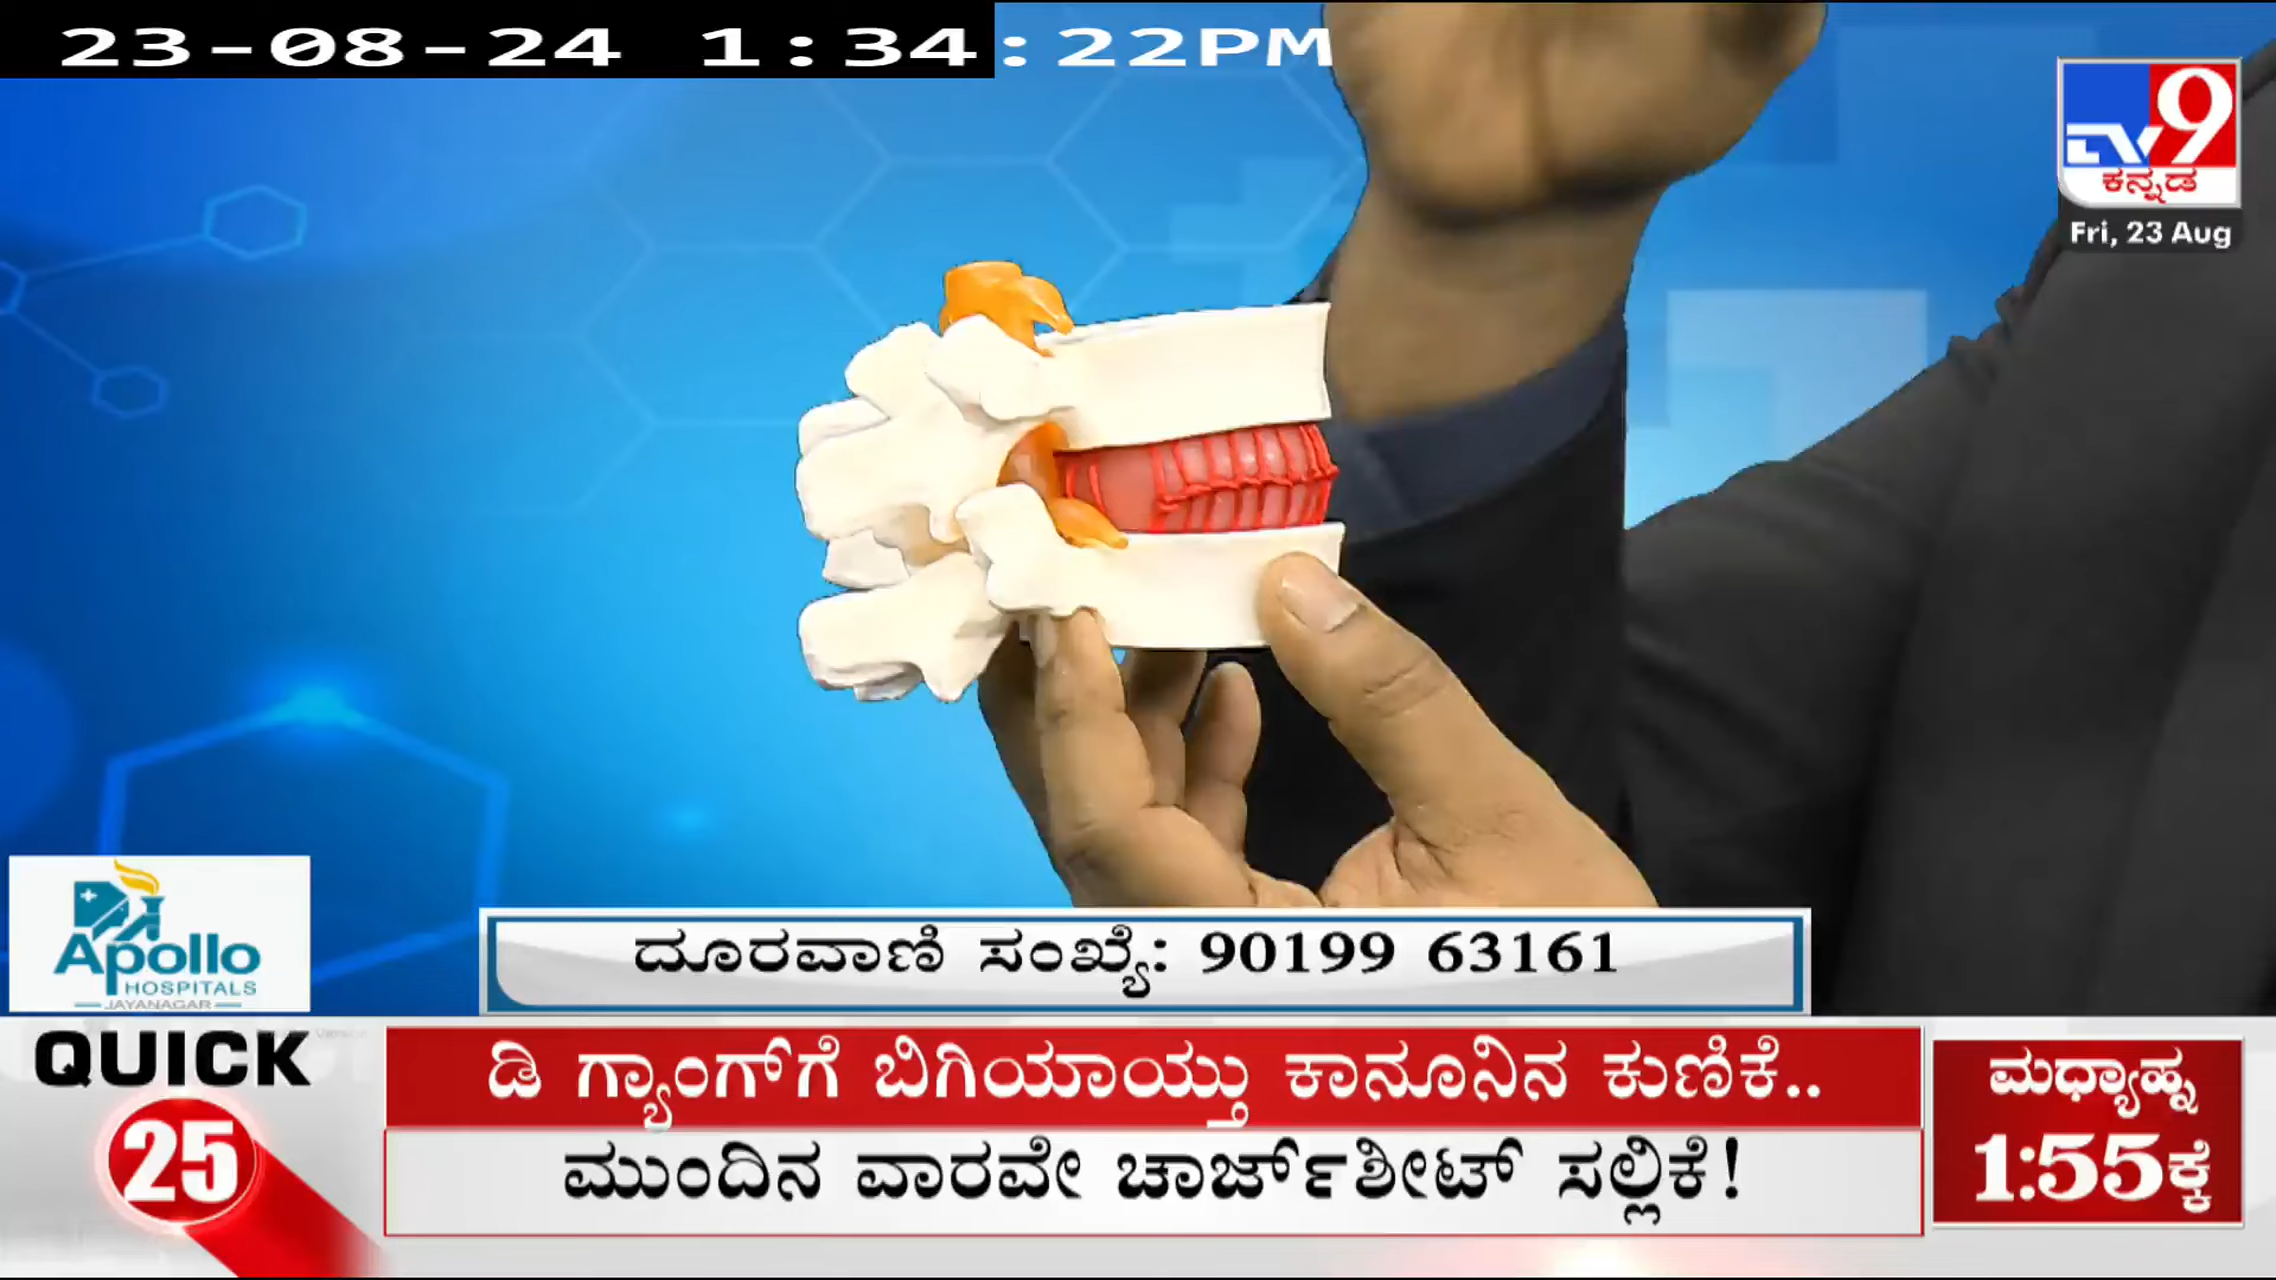 23-08-24 1:34:22PM
TV9
ಕನ್ನಡ
Fri, 23 Aug
Apollo
HOSPITALS
JAYANAGAR
ದೂರವಾಣಿ ಸಂಖ್ಯೆ: 90199 63161
QUICK
25
ಡಿ ಗ್ಯಾಂಗ್‌ಗೆ ಬಿಗಿಯಾಯ್ತು ಕಾನೂನಿನ ಕುಣಿಕೆ..
ಮುಂದಿನ ವಾರವೇ ಚಾರ್ಜ್‌ಶೀಟ್ ಸಲ್ಲಿಕೆ!
ಮಧ್ಯಾಹ್ನ
1:55ಕ್ಕೆ